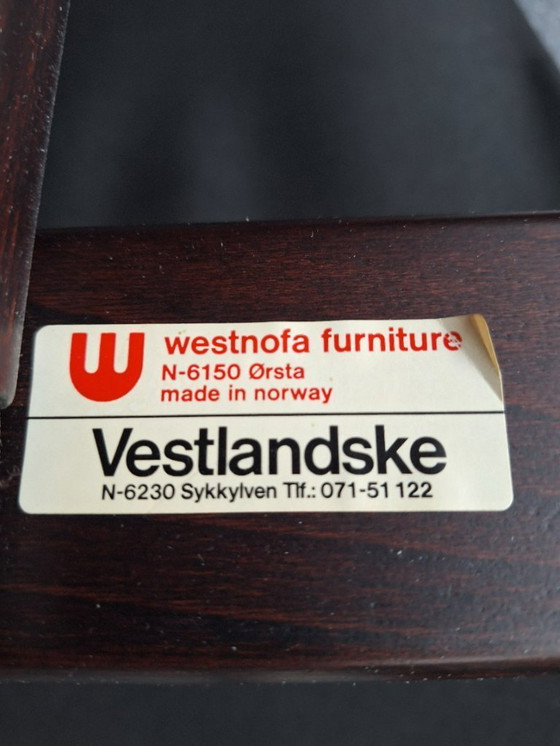 westnofa furniture
N-6150 Ørsta
made in norway
Vestlandske
N-6230 Sykkylven Tlf.: 071-51 122